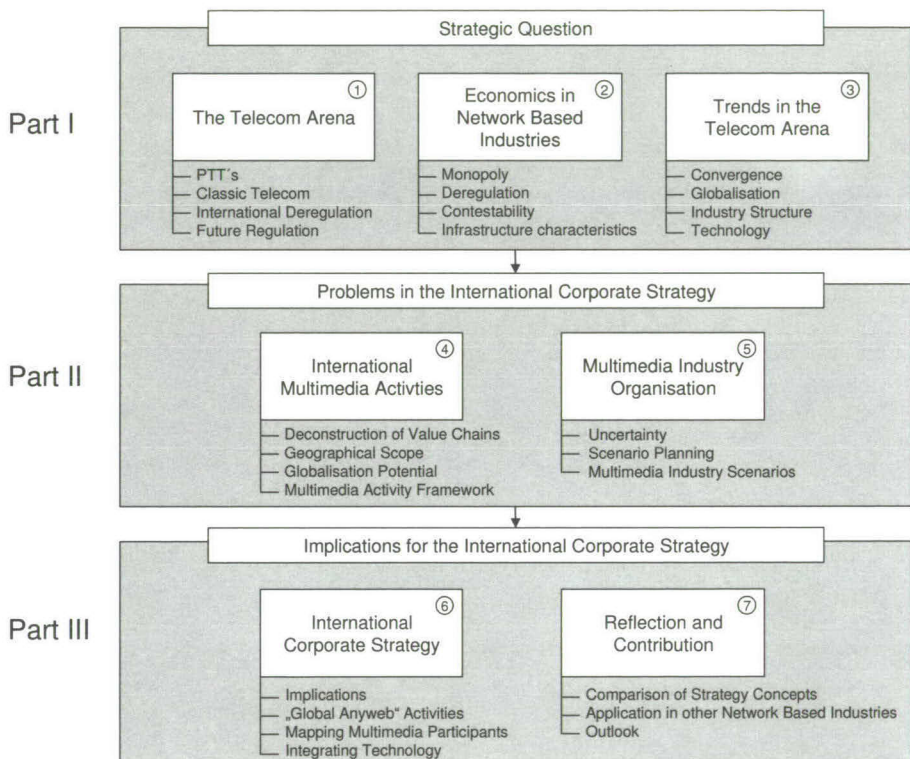 Strategic Question
Part I
1
The Telecom Arena
PTT´s
Classic Telecom
International Deregulation
Future Regulation
2
Economics in
Network Based
Industries
Monopoly
Deregulation
Contestability
Infrastructure characteristics
3
Trends in the
Telecom Arena
Convergence
Globalisation
Industry Structure
Technology
Problems in the International Corporate Strategy
Part II
4
International
Multimedia Activties
Deconstruction of Value Chains
Geographical Scope
Globalisation Potential
Multimedia Activity Framework
5
Multimedia Industry
Organisation
Uncertainty
Scenario Planning
Multimedia Industry Scenarios
Implications for the International Corporate Strategy
Part III
6
International
Corporate Strategy
Implications
„Global Anyweb“ Activities
Mapping Multimedia Participants
Integrating Technology
7
Reflection and
Contribution
Comparison of Strategy Concepts
Application in other Network Based Industries
Outlook